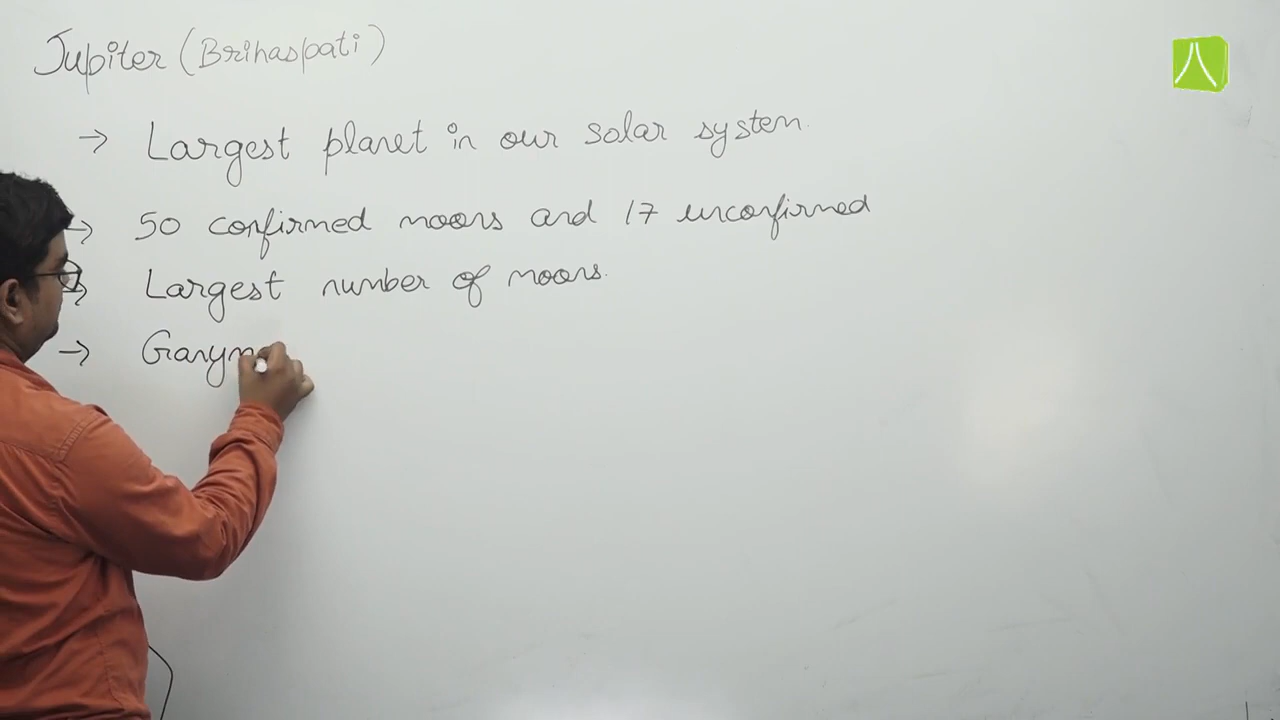 Jupiter (Brihaspati)
→ Largest planet in our solar system.
→ 50 confirmed moons and 17 unconfirmed
→ Largest number of moons.
→ Ganym